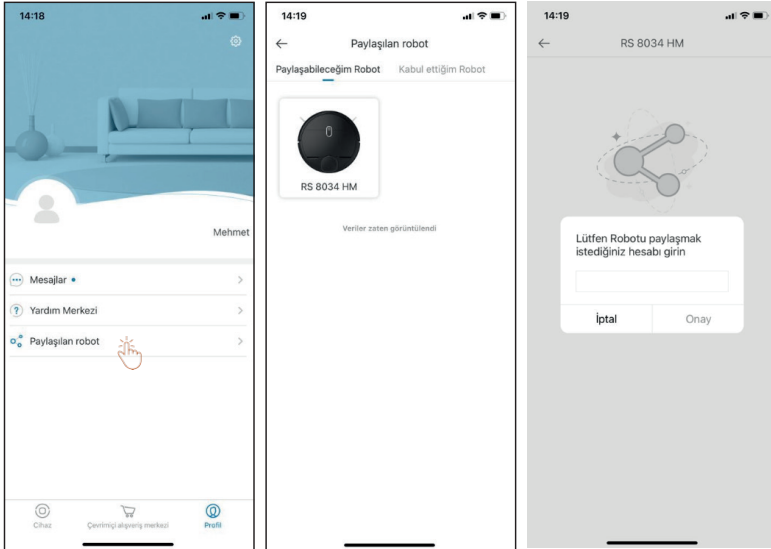 14:18
Mehmet
Mesajlar
Yardım Merkezi
Paylaşılan robot
Cihaz
Çevrimiçi alışveriş merkezi
Profil
14:19
Paylaşılan robot
Paylaşabileceğim Robot
Kabul ettiğim Robot
RS 8034 HM
Veriler zaten görüntülendi
14:19
RS 8034 HM
Lütfen Robotu paylaşmak
istediğiniz hesabı girin
İptal
Onay